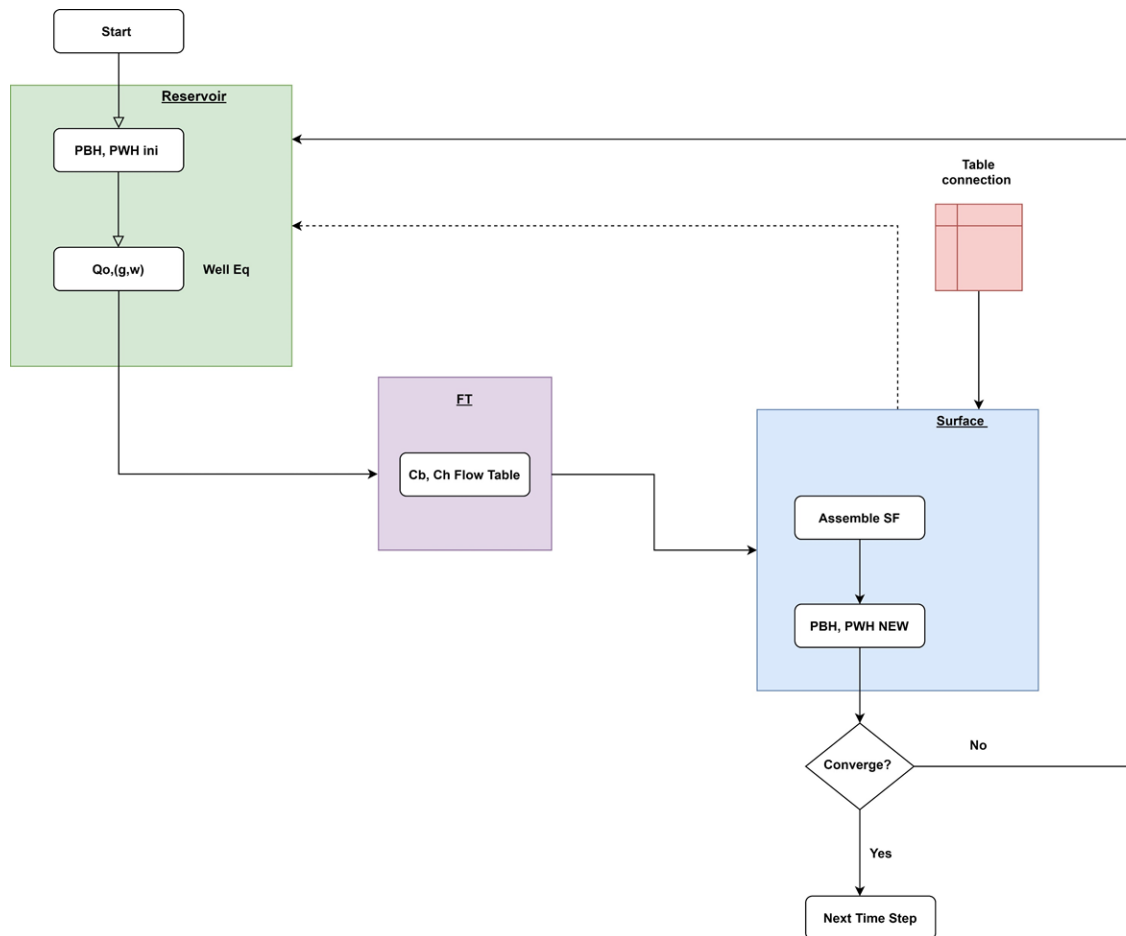 Start
Reservoir
PBH, PWH ini
Table
connection
Qo,(g,w)
Well Eq
FT
Surface
Cb, Ch Flow Table
Assemble SF
PBH, PWH NEW
No
Converge?
Yes
Next Time Step